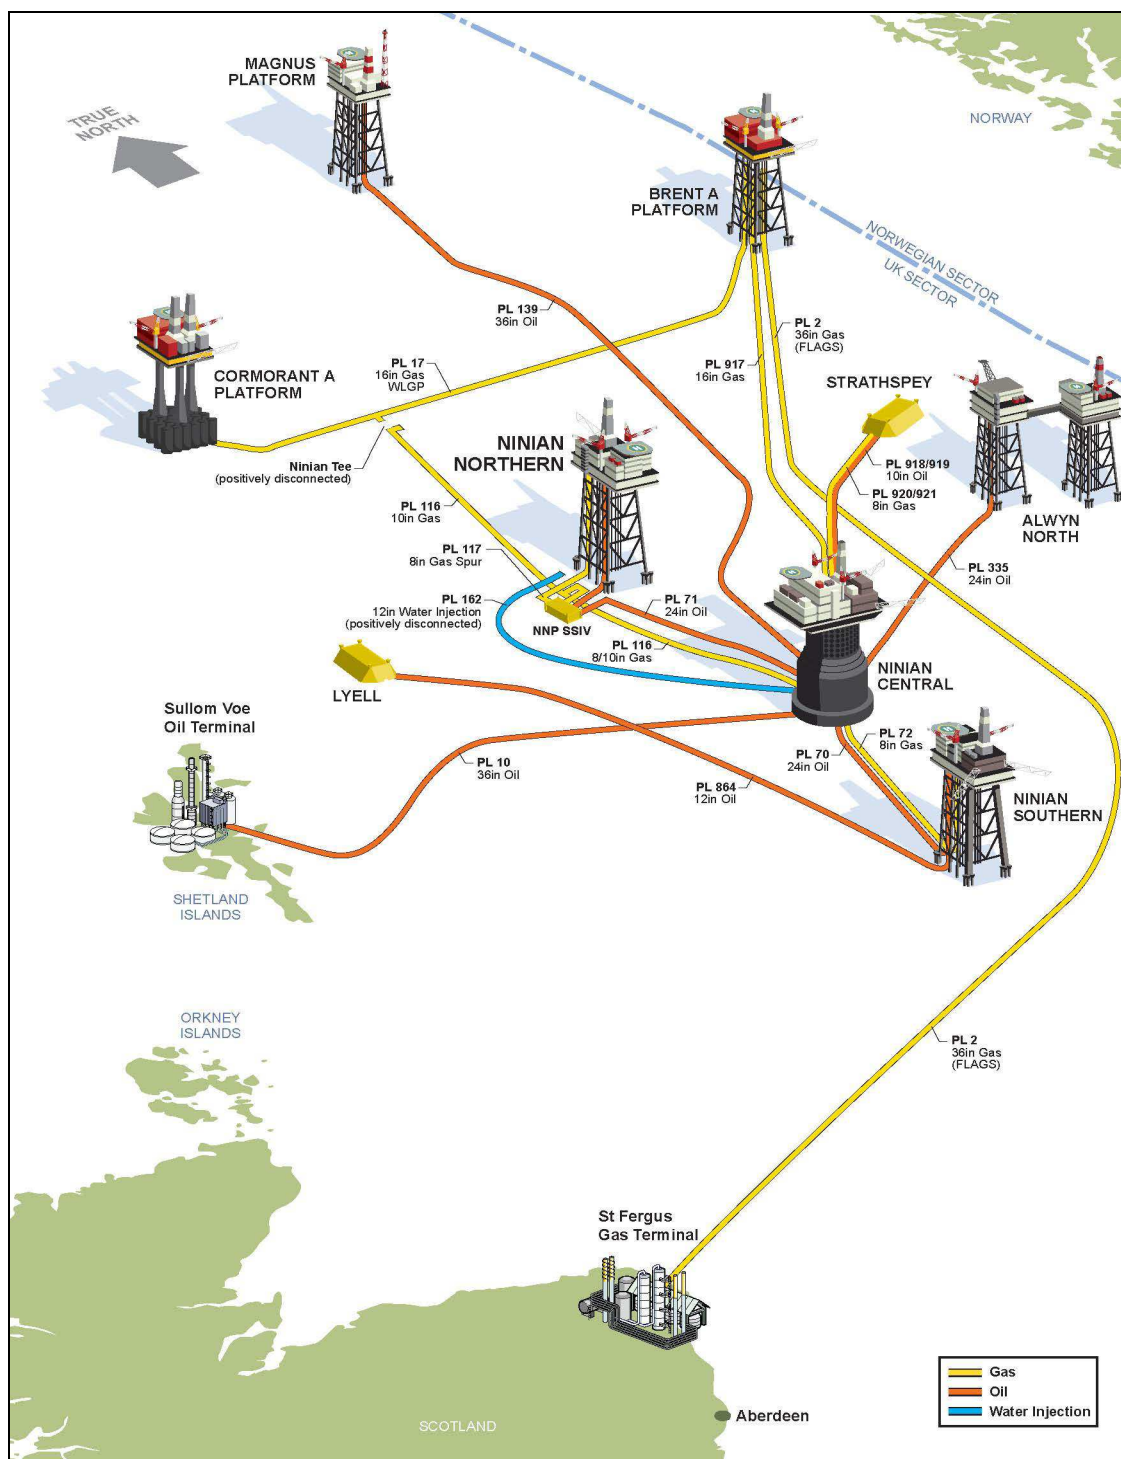 MAGNUS
PLATFORM
TRUE
NORTH
NORWAY
BRENT A
PLATFORM
NORWEGIAN SECTOR
UK SECTOR
PL 139
36in Oil
PL 2
36in Gas
(FLAGS)
PL 917
16in Gas
PL 17
16in Gas
WLGP
CORMORANT A
PLATFORM
STRATHSPEY
NINIAN
NORTHERN
Ninian Tee
(positively disconnected)
PL 918/919
10in Oil
PL 920/921
8in Gas
PL 116
10in Gas
ALWYN
NORTH
PL 117
8in Gas Spur
PL 335
24in Oil
PL 162
12in Water Injection
(positively disconnected)
PL 71
24in Oil
NNP SSIV
PL 116
8/10in Gas
NINIAN
CENTRAL
LYELL
Sullom Voe
Oil Terminal
PL 72
8in Gas
PL 70
24in Oil
PL 10
36in Oil
PL 864
12in Oil
NINIAN
SOUTHERN
SHETLAND
ISLANDS
ORKNEY
ISLANDS
PL 2
36in Gas
(FLAGS)
St Fergus
Gas Terminal
Gas
Oil
Water Injection
Aberdeen
SCOTLAND